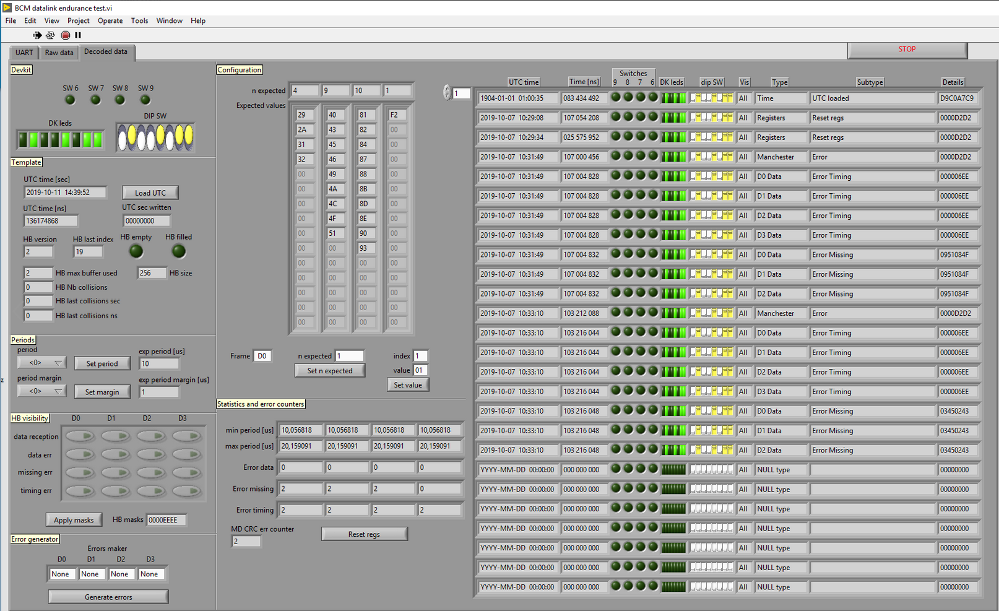 BCM datalink endurance test.vi
File Edit View Project Operate Tools Window Help
UART Raw data Decoded data
STOP
Devkit
SW 6 SW 7 SW 8 SW 9
DK leds
DIP SW
Template
UTC time [sec]
2019-10-11 14:39:52
Load UTC
UTC time [ns]
UTC sec written
136174868
00000000
HB version HB last index HB empty HB filled
2
19
2 HB max buffer used 256 HB size
0 HB Nb collisions
0 HB last collisions sec
0 HB last collisions ns
Periods
period
exp period [us]
<0> Set period 10
period margin
exp period margin [us]
<0> Set margin 1
HB visibility D0 D1 D2 D3
data reception
data err
missing err
timing err
Apply masks HB masks 0000EEEE
Error generator
Errors maker
D0 D1 D2 D3
None None None None
Generate errors
Configuration
n expected 4 9 10 1
Expected values
29 40 81 F2
2A 43 82 00
31 45 84 00
32 46 87 00
00 49 88 00
00 4A 8B 00
00 4C 8D 00
00 4F 8E 00
00 51 90 00
00 00 93 00
00 00 00 00
00 00 00 00
00 00 00 00
00 00 00 00
00 00 00 00
Frame D0 n expected 1 index 1
Set n expected value 01
Set value
Statistics and error counters
min period [us] 10,056818 10,056818 10,056818 10,056818
max period [us] 20,159091 20,159091 20,159091 20,159091
Error data 0 0 0 0
Error missing 2 2 2 0
Error timing 2 2 2 2
MD CRC err counter
2
Reset regs
1
Switches
UTC time Time [ns] 9 8 7 6 DK leds dip SW Vis Type Subtype Details
1904-01-01 01:00:35 083 434 492 All Time UTC loaded D9C0A7C9
2019-10-07 10:29:08 107 054 208 All Registers Reset regs 0000D2D2
2019-10-07 10:29:34 025 575 952 All Registers Reset regs 0000D2D2
2019-10-07 10:31:49 107 000 456 All Manchester Error 0000D2D2
2019-10-07 10:31:49 107 004 828 All D0 Data Error Timing 000006EE
2019-10-07 10:31:49 107 004 828 All D1 Data Error Timing 000006EE
2019-10-07 10:31:49 107 004 828 All D2 Data Error Timing 000006EE
2019-10-07 10:31:49 107 004 828 All D3 Data Error Timing 000006EE
2019-10-07 10:31:49 107 004 832 All D0 Data Error Missing 0951084F
2019-10-07 10:31:49 107 004 832 All D1 Data Error Missing 0951084F
2019-10-07 10:31:49 107 004 832 All D2 Data Error Missing 0951084F
2019-10-07 10:33:10 103 212 088 All Manchester Error 0000D2D2
2019-10-07 10:33:10 103 216 044 All D0 Data Error Timing 000006EE
2019-10-07 10:33:10 103 216 044 All D1 Data Error Timing 000006EE
2019-10-07 10:33:10 103 216 044 All D2 Data Error Timing 000006EE
2019-10-07 10:33:10 103 216 044 All D3 Data Error Timing 000006EE
2019-10-07 10:33:10 103 216 048 All D0 Data Error Missing 03450243
2019-10-07 10:33:10 103 216 048 All D1 Data Error Missing 03450243
2019-10-07 10:33:10 103 216 048 All D2 Data Error Missing 03450243
YYYY-MM-DD 00:00:00 000 000 000 All NULL type 00000000
YYYY-MM-DD 00:00:00 000 000 000 All NULL type 00000000
YYYY-MM-DD 00:00:00 000 000 000 All NULL type 00000000
YYYY-MM-DD 00:00:00 000 000 000 All NULL type 00000000
YYYY-MM-DD 00:00:00 000 000 000 All NULL type 00000000
YYYY-MM-DD 00:00:00 000 000 000 All NULL type 00000000
YYYY-MM-DD 00:00:00 000 000 000 All NULL type 00000000